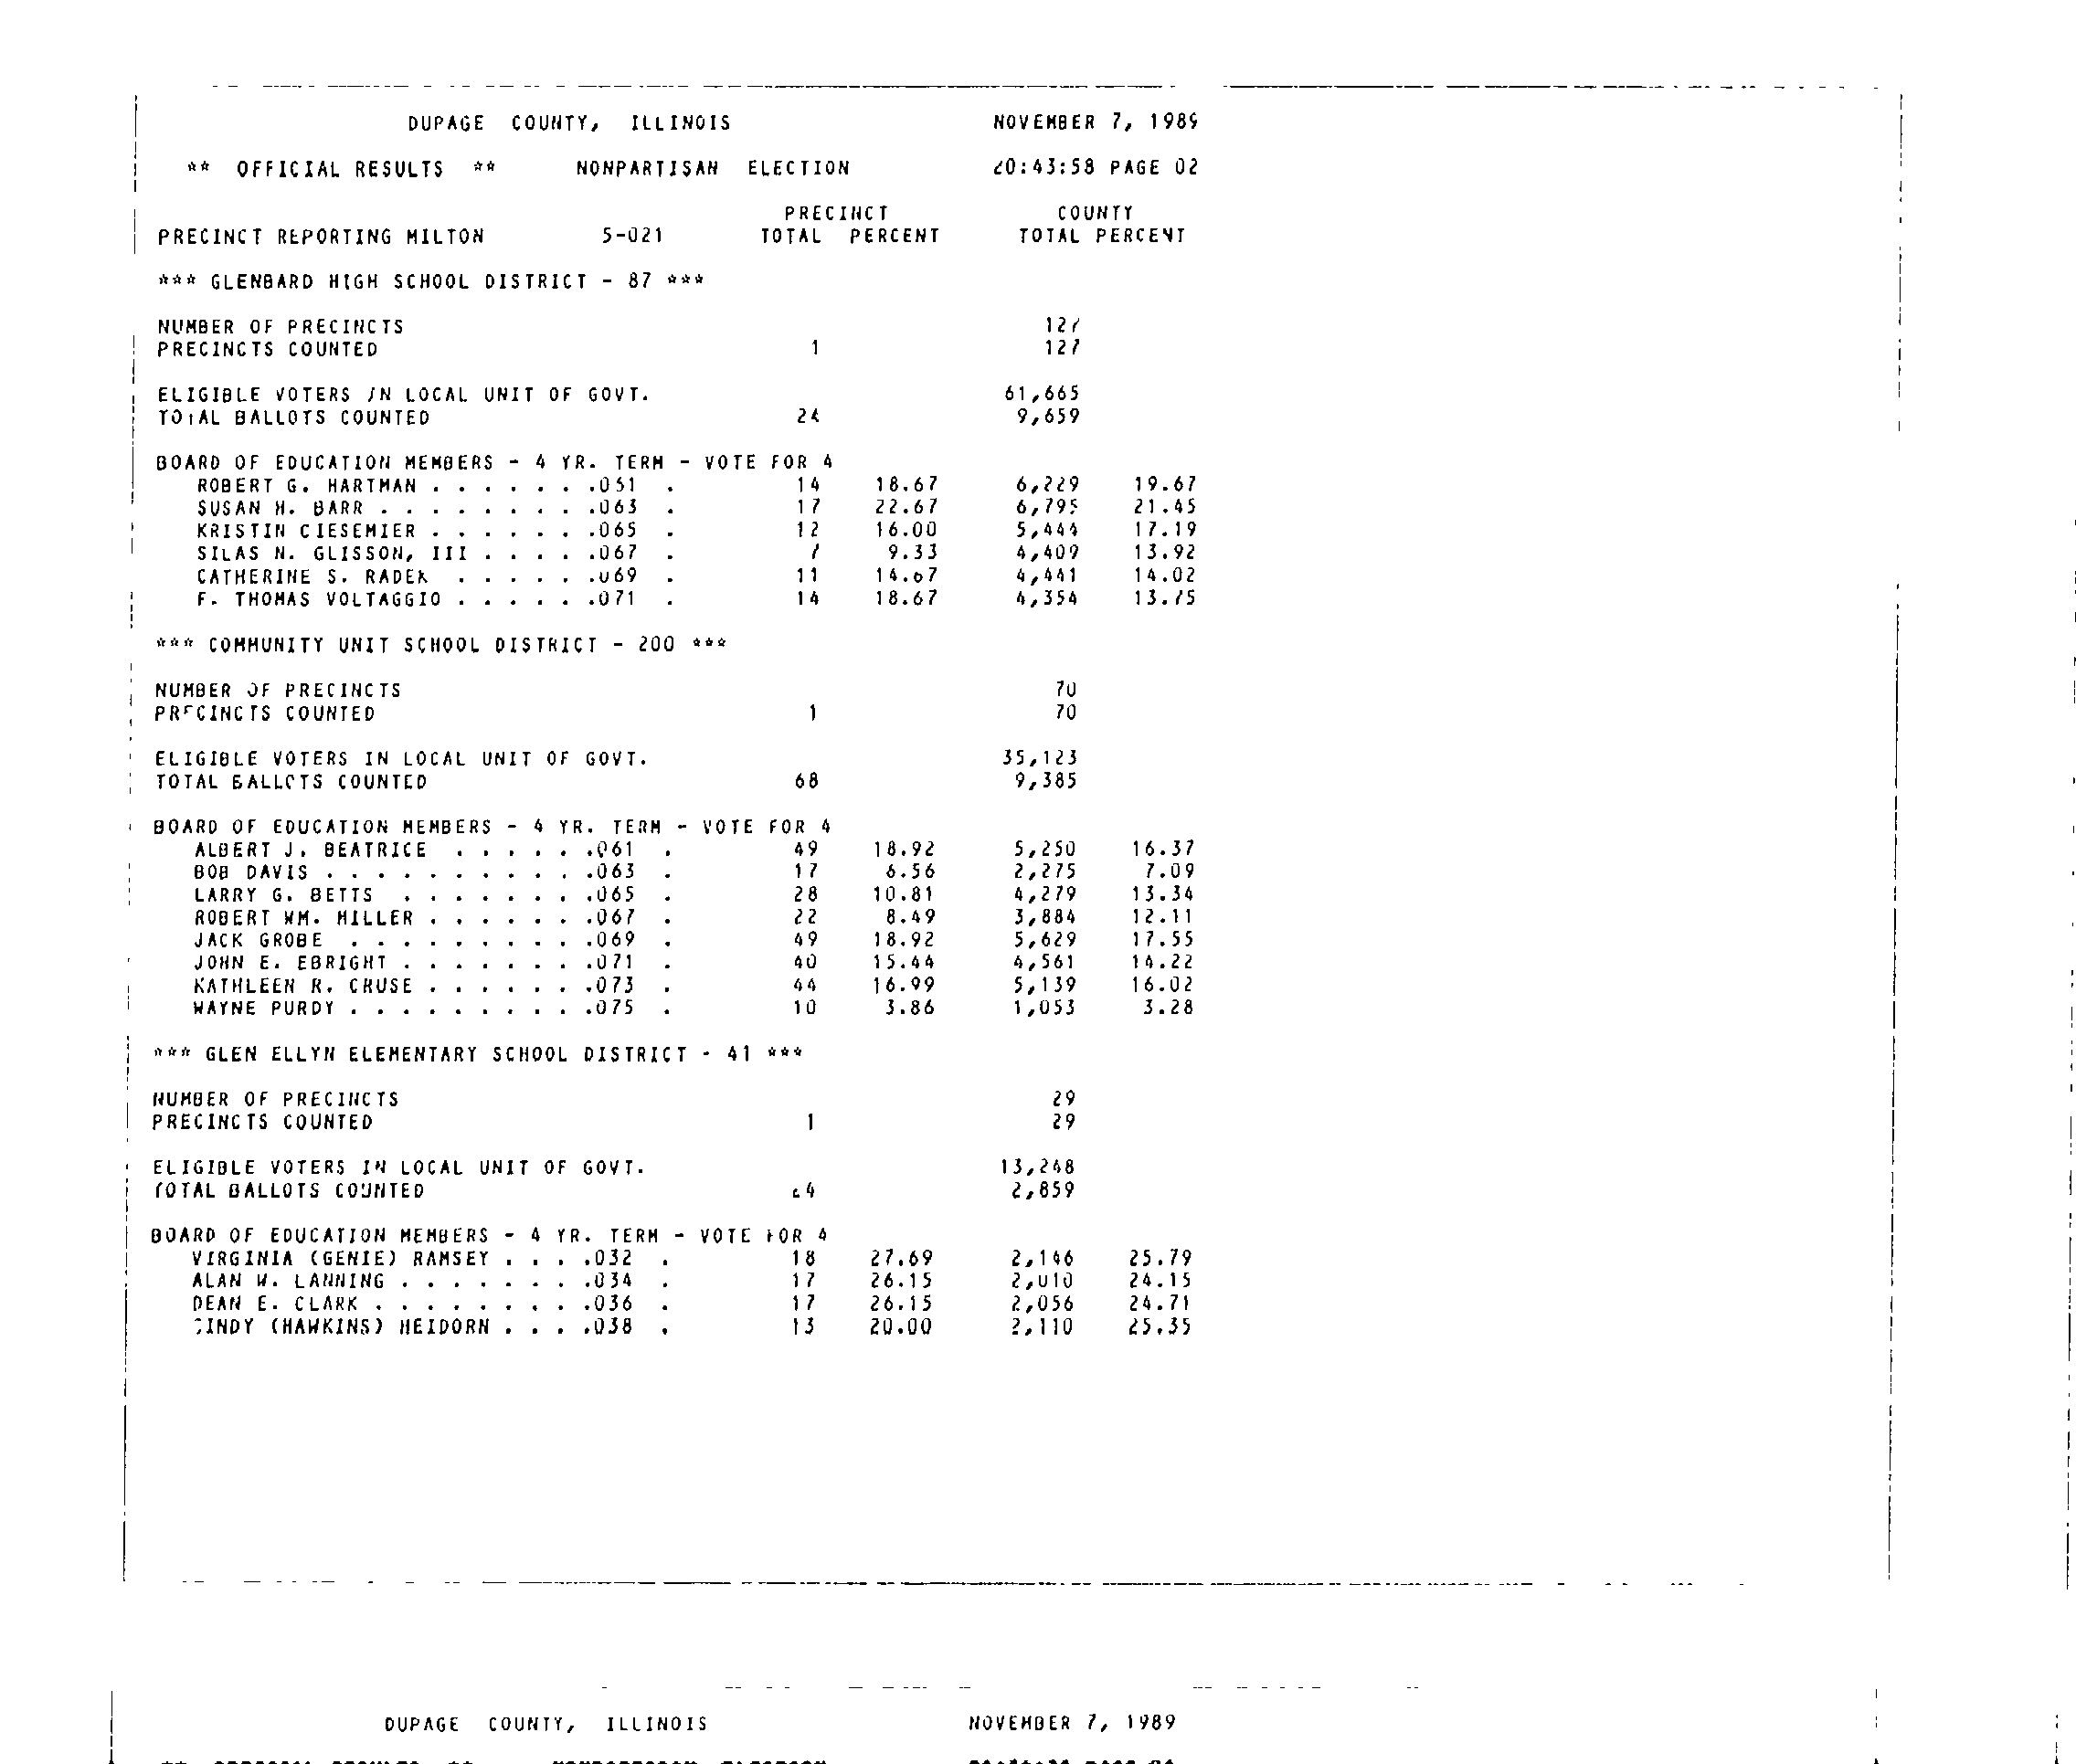 DUPAGE COUNTY, ILLINOIS NOVEMBER 7, 1989
** OFFICIAL RESULTS ** NONPARTISAN ELECTION 20:43:58 PAGE 02
PRECINCT COUNTY
PRECINCT REPORTING MILTON 5-021 TOTAL PERCENT TOTAL PERCENT
*** GLENBARD HIGH SCHOOL DISTRICT - 87 ***
NUMBER OF PRECINCTS 127
PRECINCTS COUNTED 1 127
ELIGIBLE VOTERS IN LOCAL UNIT OF GOVT. 61,665
TOTAL BALLOTS COUNTED 24 9,659
BOARD OF EDUCATION MEMBERS - 4 YR. TERM - VOTE FOR 4
ROBERT G. HARTMAN . . . . . . .051 . 14 18.67 6,229 19.67
SUSAN H. BARR . . . . . . . . .063 . 17 22.67 6,795 21.45
KRISTIN CIESEMIER . . . . . . .065 . 12 16.00 5,444 17.19
SILAS N. GLISSON, III . . . . .067 . 7 9.33 4,409 13.92
CATHERINE S. RADEK . . . . . .069 . 11 14.67 4,441 14.02
F. THOMAS VOLTAGGIO . . . . . .071 . 14 18.67 4,354 13.75
*** COMMUNITY UNIT SCHOOL DISTRICT - 200 ***
NUMBER OF PRECINCTS 70
PRECINCTS COUNTED 1 70
ELIGIBLE VOTERS IN LOCAL UNIT OF GOVT. 35,123
TOTAL BALLOTS COUNTED 68 9,385
BOARD OF EDUCATION MEMBERS - 4 YR. TERM - VOTE FOR 4
ALBERT J. BEATRICE . . . . . .061 . 49 18.92 5,250 16.37
BOB DAVIS . . . . . . . . . . .063 . 17 6.56 2,275 7.09
LARRY G. BETTS . . . . . . . .065 . 28 10.81 4,279 13.34
ROBERT WM. MILLER . . . . . . .067 . 22 8.49 3,884 12.11
JACK GROBE . . . . . . . . . .069 . 49 18.92 5,629 17.55
JOHN E. EBRIGHT . . . . . . . .071 . 40 15.44 4,561 14.22
KATHLEEN R. CRUSE . . . . . . .073 . 44 16.99 5,139 16.02
WAYNE PURDY . . . . . . . . . .075 . 10 3.86 1,053 3.28
*** GLEN ELLYN ELEMENTARY SCHOOL DISTRICT - 41 ***
NUMBER OF PRECINCTS 29
PRECINCTS COUNTED 1 29
ELIGIBLE VOTERS IN LOCAL UNIT OF GOVT. 13,248
TOTAL BALLOTS COUNTED 24 2,859
BOARD OF EDUCATION MEMBERS - 4 YR. TERM - VOTE FOR 4
VIRGINIA (GENIE) RAMSEY . . . .032 . 18 27.69 2,146 25.79
ALAN W. LANNING . . . . . . . .034 . 17 26.15 2,010 24.15
DEAN E. CLARK . . . . . . . . .036 . 17 26.15 2,056 24.71
CINDY (HAWKINS) HEIDORN . . . .038 . 13 20.00 2,110 25.35
DUPAGE COUNTY, ILLINOIS NOVEMBER 7, 1989